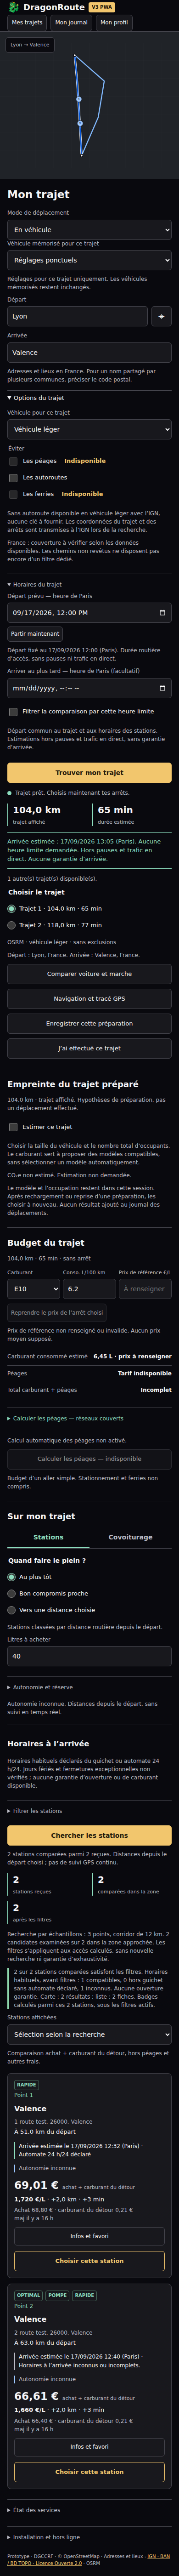 DragonRoute V3 PWA
Mes trajets Mon journal Mon profil
Lyon → Valence
Mon trajet
Mode de déplacement
En véhicule
Véhicule mémorisé pour ce trajet
Réglages ponctuels
Réglages pour ce trajet uniquement. Les véhicules
mémorisés restent inchangés.
Départ
Lyon
Arrivée
Valence
Adresses et lieux en France. Pour un nom partagé par
plusieurs communes, préciser le code postal.
▼ Options du trajet
Véhicule pour ce trajet
Véhicule léger
Éviter
Les péages Indisponible
Les autoroutes
Les ferries Indisponible
Sans autoroute disponible en véhicule léger avec l’IGN,
aucune clé à fournir. Les coordonnées du trajet et des
arrêts sont transmises à l’IGN lors de la recherche.
France : couverture à vérifier selon les données
disponibles. Les chemins non revêtus ne disposent pas
encore d’un filtre dédié.
▼ Horaires du trajet
Départ prévu — heure de Paris
09/17/2026, 12:00 PM
Partir maintenant
Départ fixé au 17/09/2026 12:00 (Paris). Durée routière
d’accès, sans pauses ni trafic en direct.
Arriver au plus tard — heure de Paris (facultatif)
mm/dd/yyyy, --:-- --
Filtrer la comparaison par cette heure limite
Départ commun au trajet et aux horaires des stations.
Estimations hors pauses et trafic en direct, sans garantie
d’arrivée.
Trouver mon trajet
Trajet prêt. Choisis maintenant tes arrêts.
104,0 km
trajet affiché
65 min
durée estimée
Arrivée estimée : 17/09/2026 13:05 (Paris). Aucune
heure limite demandée. Hors pauses et trafic en
direct. Aucune garantie d’arrivée.
1 autre(s) trajet(s) disponible(s).
Choisir le trajet
Trajet 1 · 104,0 km · 65 min
Trajet 2 · 118,0 km · 77 min
OSRM · véhicule léger · sans exclusions
Départ : Lyon, France. Arrivée : Valence, France.
Comparer voiture et marche
Navigation et tracé GPS
Enregistrer cette préparation
J’ai effectué ce trajet
Empreinte du trajet préparé
104,0 km · trajet affiché. Hypothèses de préparation, pas
un déplacement effectué.
Estimer ce trajet
Choisir la taille du véhicule et le nombre total d’occupants.
Le carburant sert à proposer des modèles compatibles,
sans sélectionner un modèle automatiquement.
CO₂e non estimé. Estimation non demandée.
Le modèle et l’occupation restent dans cette session.
Après rechargement ou reprise d’une préparation, les
choisir à nouveau. Aucun résultat ajouté au journal des
déplacements.
Budget du trajet
104,0 km · 65 min · sans arrêt
Carburant Conso. L/100 km Prix de référence €/L
E10 6.2 À renseigner
Reprendre le prix de l’arrêt choisi
Prix de référence non renseigné ou invalide. Aucun prix
moyen supposé.
Carburant consommé estimé 6,45 L · prix à renseigner
Péages Tarif indisponible
Total carburant + péages Incomplet
▶ Calculer les péages — réseaux couverts
Calcul automatique des péages non activé.
Calculer les péages — indisponible
Budget d’un aller simple. Stationnement et ferries non
compris.
Sur mon trajet
Stations Covoiturage
Quand faire le plein ?
Au plus tôt
Bon compromis proche
Vers une distance choisie
Stations classées par distance routière depuis le départ.
Litres à acheter
40
▶ Autonomie et réserve
Autonomie inconnue. Distances depuis le départ, sans
suivi en temps réel.
Horaires à l’arrivée
Horaires habituels déclarés du guichet ou automate 24
h/24. Jours fériés et fermetures exceptionnelles non
vérifiés ; aucune garantie d’ouverture ou de carburant
disponible.
▶ Filtrer les stations
Chercher les stations
2 stations comparées parmi 2 reçues. Distances depuis le
départ choisi ; pas de suivi GPS continu.
2
stations reçues
2
comparées dans la zone
2
après les filtres
Recherche par échantillons : 3 points, corridor de 12 km. 2
candidates examinées sur 2 dans la zone approchée. Les
filtres s’appliquent aux accès calculés, sans nouvelle
recherche ni garantie d’exhaustivité.
2 sur 2 stations comparées satisfont les filtres. Horaires
habituels, avant filtres : 1 compatibles, 0 hors guichet
sans automate déclaré, 1 inconnus. Aucune ouverture
garantie. Carte : 2 résultats ; liste : 2 fiches. Badges
calculés parmi ces 2 stations, sous les filtres actifs.
Stations affichées
Sélection selon la recherche
Comparaison achat + carburant du détour, hors péages et
autres frais.
RAPIDE
Point 1
Valence
1 route test, 26000, Valence
À 51,0 km du départ
Arrivée estimée le 17/09/2026 12:32 (Paris) ·
Automate 24 h/24 déclaré
Autonomie inconnue
69,01 € achat + carburant du détour
1,720 €/L · +2,0 km · +3 min
Achat 68,80 € · carburant du détour 0,21 €
maj il y a 16 h
Infos et favori
Choisir cette station
OPTIMAL POMPE RAPIDE
Point 2
Valence
2 route test, 26000, Valence
À 63,0 km du départ
Arrivée estimée le 17/09/2026 12:40 (Paris) ·
Horaires à l’arrivée inconnus ou incomplets.
Autonomie inconnue
66,61 € achat + carburant du détour
1,660 €/L · +2,0 km · +3 min
Achat 66,40 € · carburant du détour 0,21 €
maj il y a 16 h
Infos et favori
Choisir cette station
▶ État des services
▶ Installation et hors ligne
Prototype · DGCCRF · © OpenStreetMap · Adresses et lieux : IGN · BAN
/ BD TOPO · Licence Ouverte 2.0 · OSRM